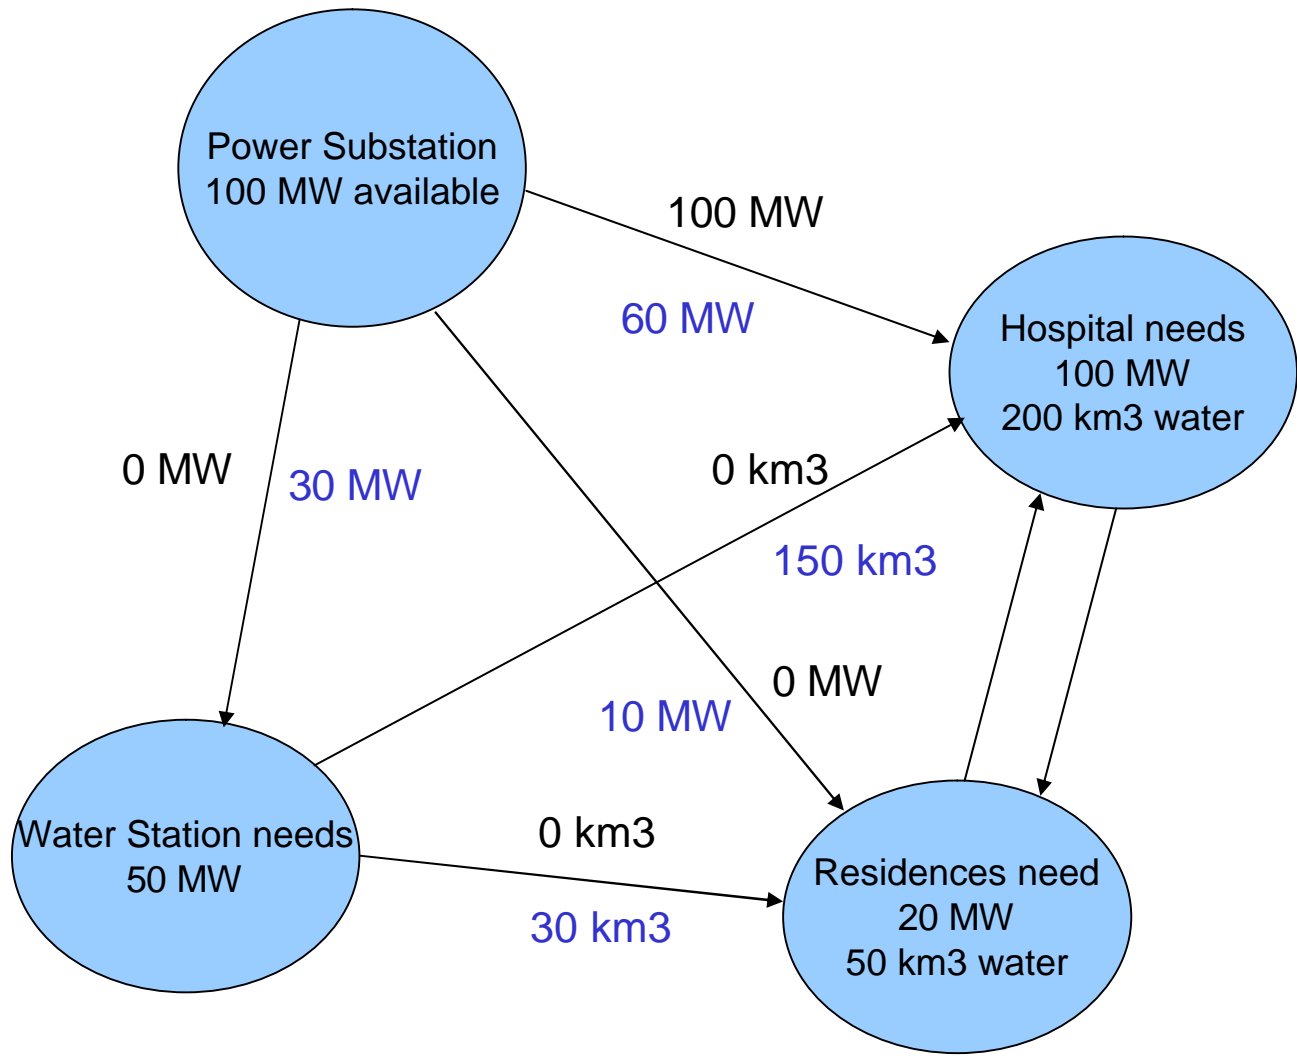 Power Substation
100 MW available
100 MW
60 MW
Hospital needs
100 MW
200 km3 water
0 MW
30 MW
0 km3
150 km3
0 MW
10 MW
Water Station needs
50 MW
0 km3
30 km3
Residences need
20 MW
50 km3 water